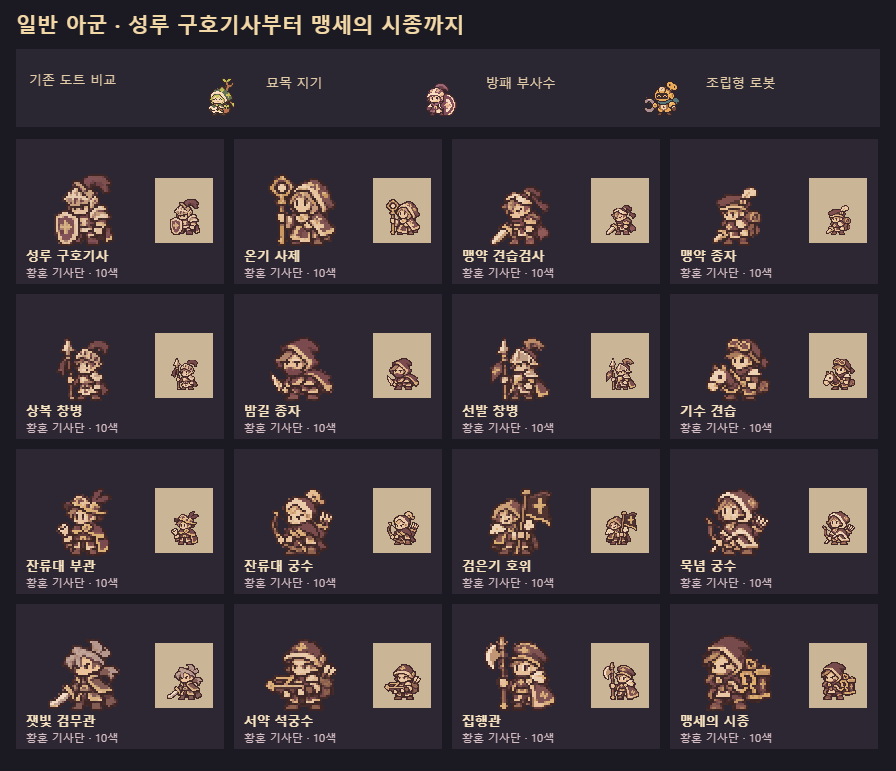 일반 아군 · 성루 구호기사부터 맹세의 시종까지
기존 도트 비교
묘목 지기
방패 부사수
조립형 로봇
성루 구호기사
황혼 기사단 · 10색
온기 사제
황혼 기사단 · 10색
맹약 견습검사
황혼 기사단 · 10색
맹약 종자
황혼 기사단 · 10색
상복 창병
황혼 기사단 · 10색
밤길 종자
황혼 기사단 · 10색
선발 창병
황혼 기사단 · 10색
기수 견습
황혼 기사단 · 10색
잔류대 부관
황혼 기사단 · 10색
잔류대 궁수
황혼 기사단 · 10색
검은기 호위
황혼 기사단 · 10색
묵념 궁수
황혼 기사단 · 10색
잿빛 검무관
황혼 기사단 · 10색
서약 석궁수
황혼 기사단 · 10색
집행관
황혼 기사단 · 10색
맹세의 시종
황혼 기사단 · 10색